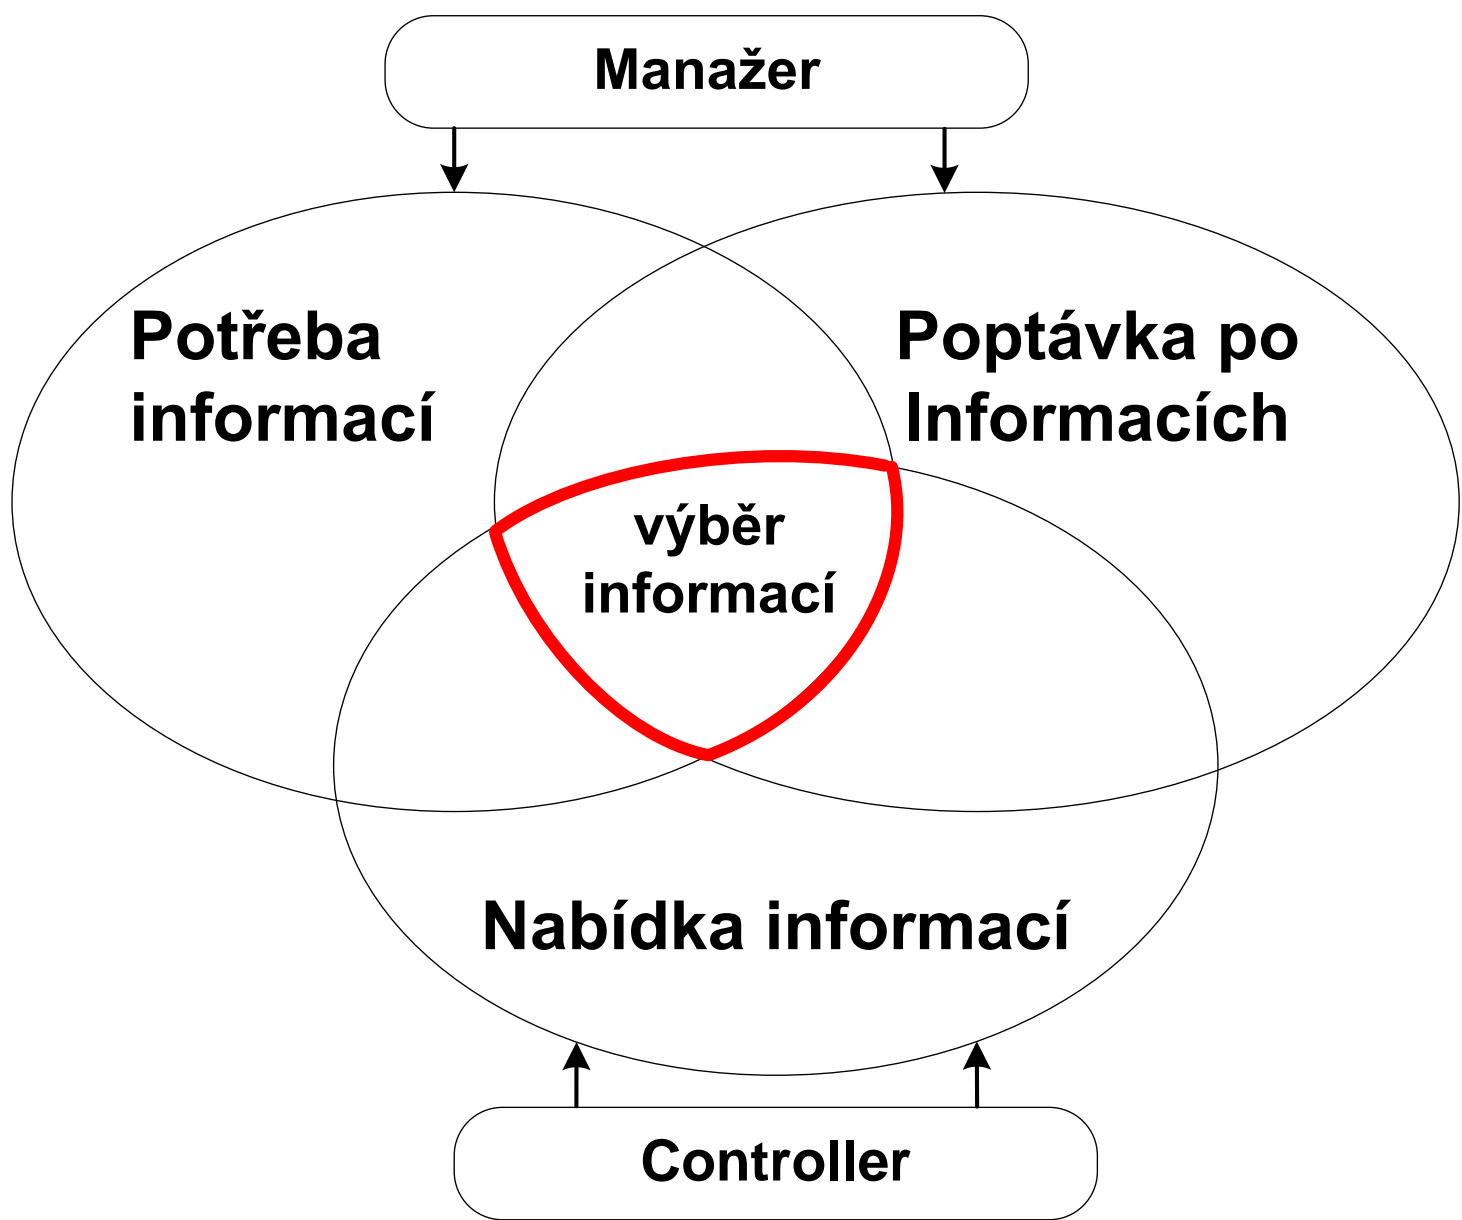 Manažer
Potřeba
informací
Poptávka po
Informacích
výběr
informací
Nabídka informací
Controller